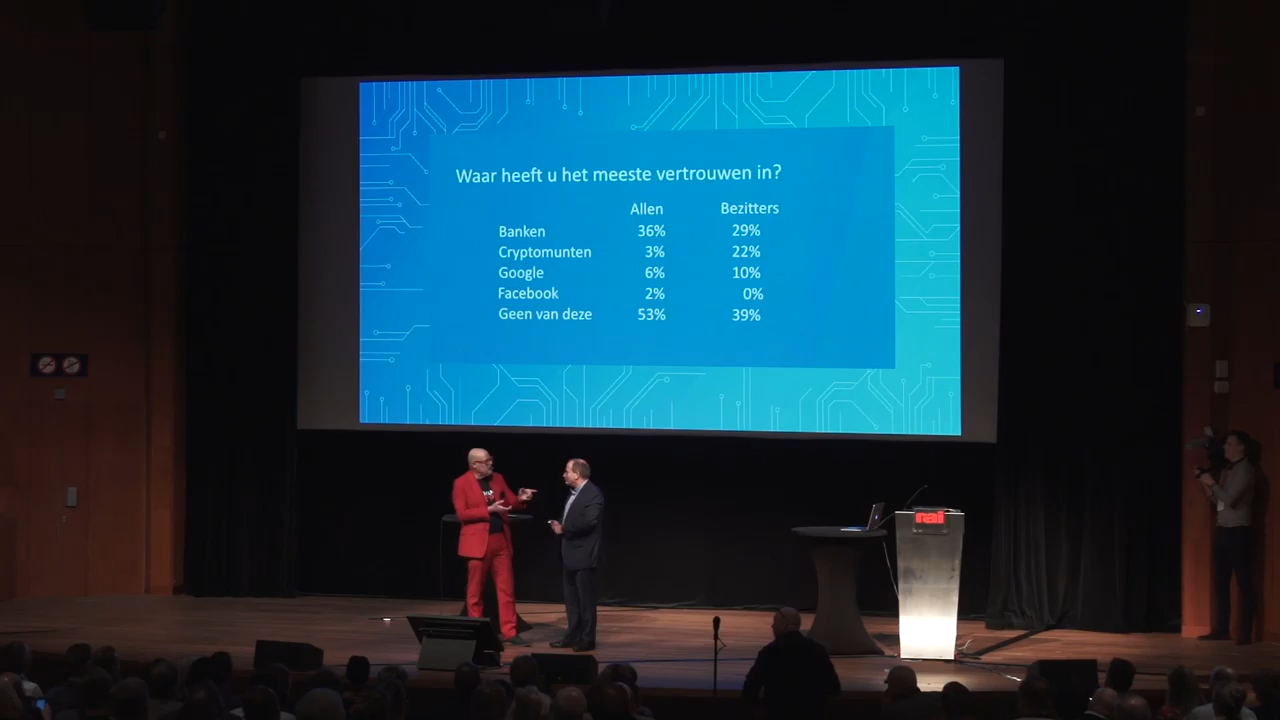 Waar heeft u het meeste vertrouwen in?
Allen Bezitters
Banken 36% 29%
Cryptomunten 3% 22%
Google 6% 10%
Facebook 2% 0%
Geen van deze 53% 39%
rai